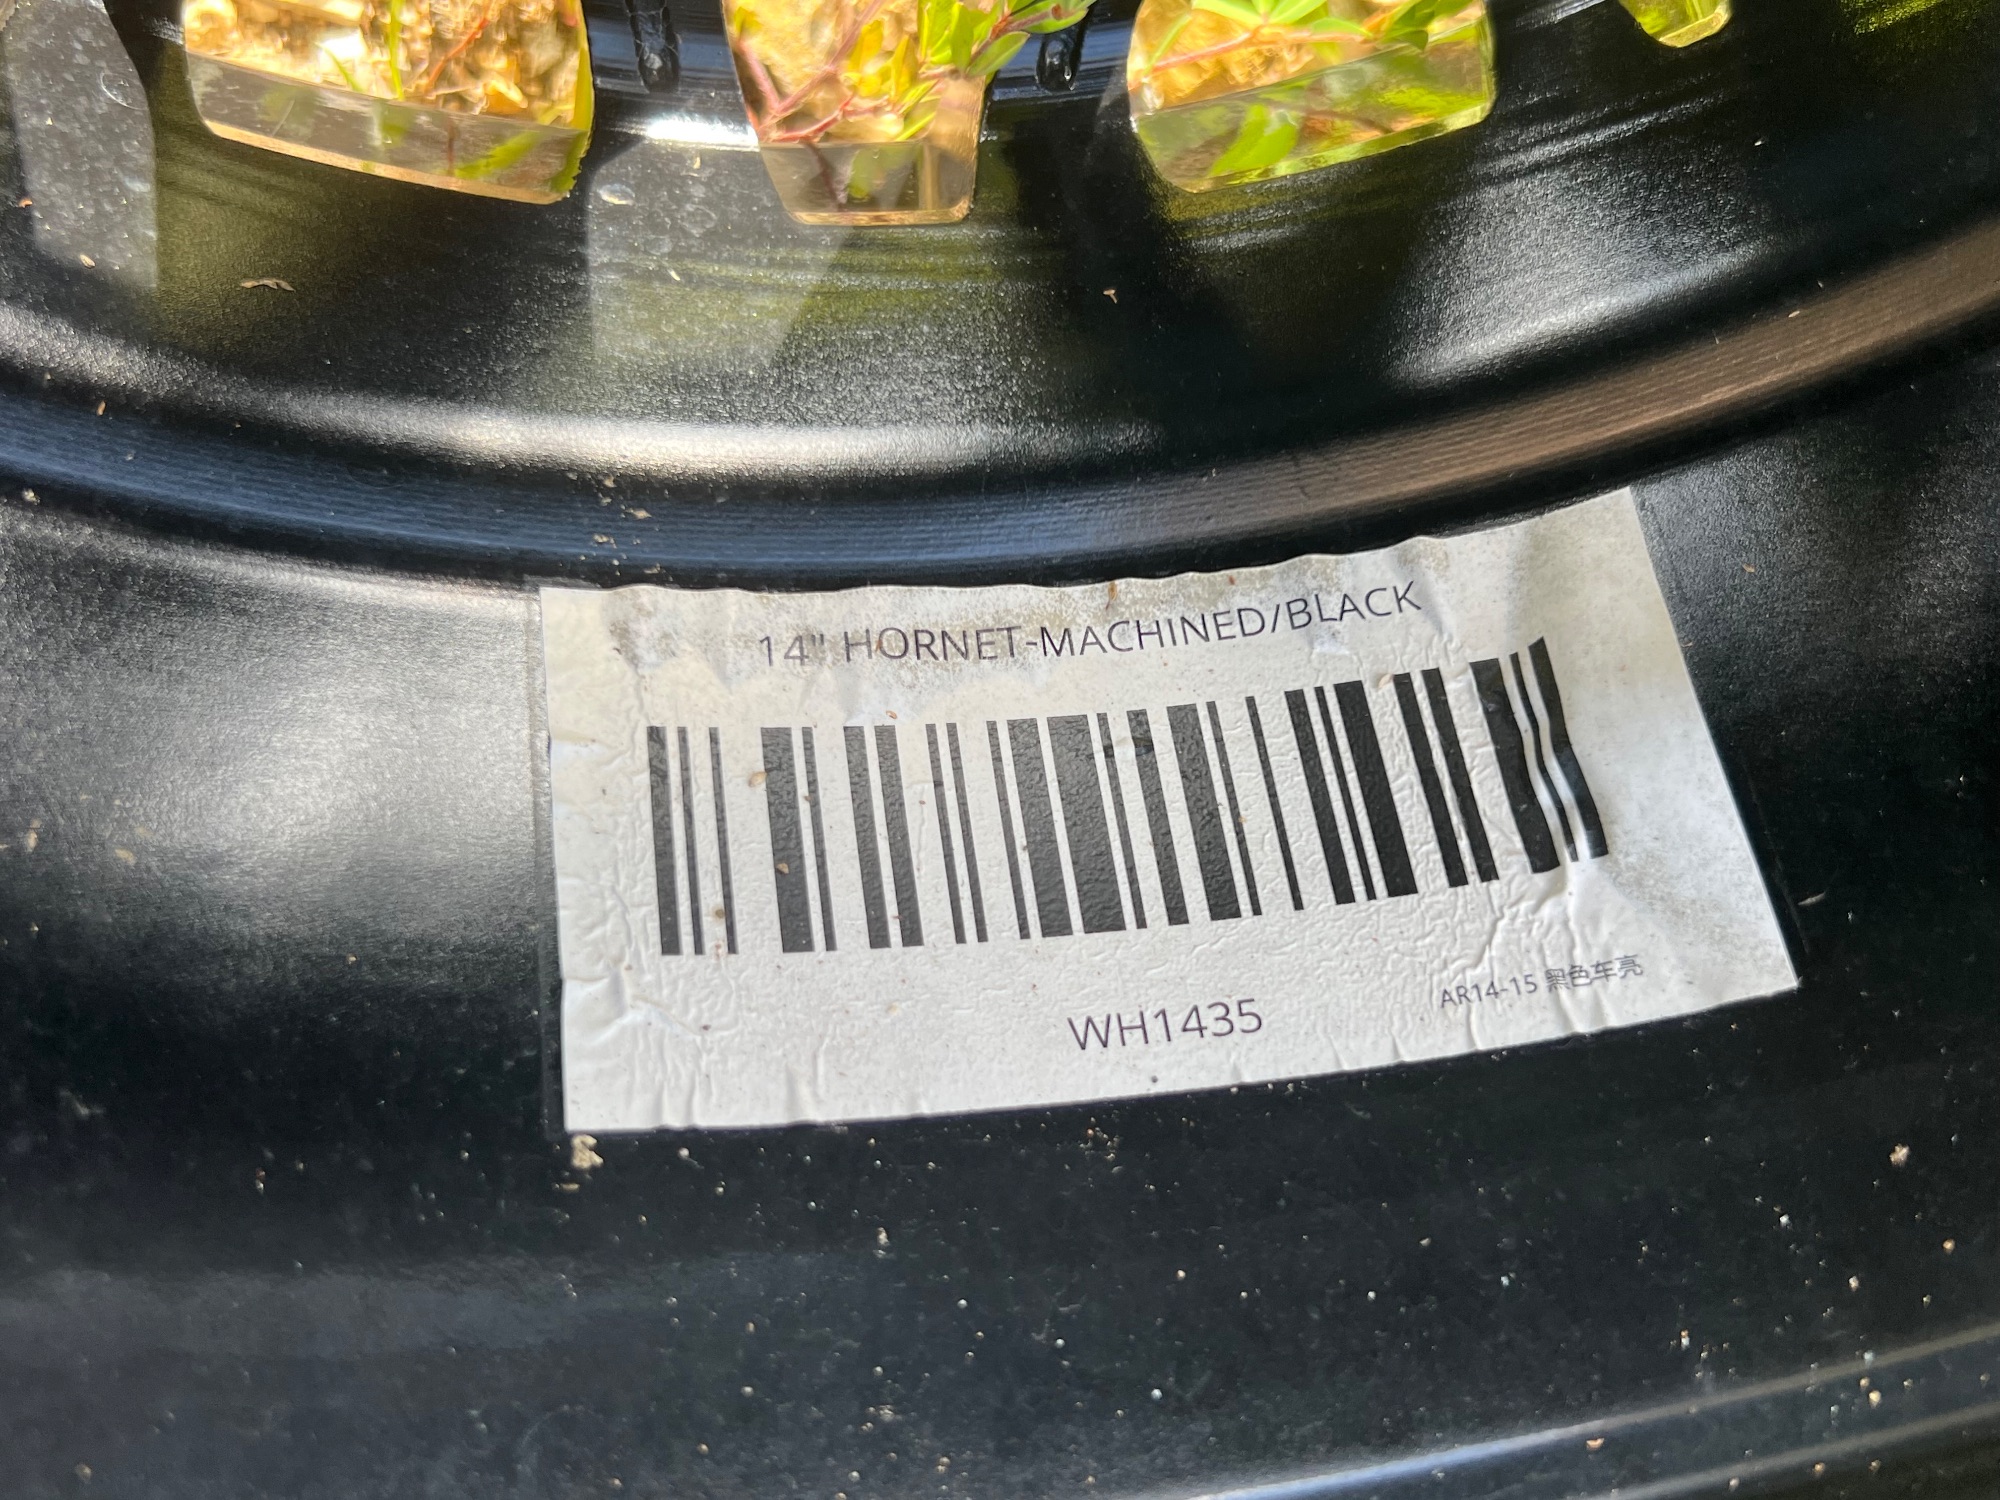 14" HORNET-MACHINED/BLACK
WH1435
AR14-15 黑色车亮